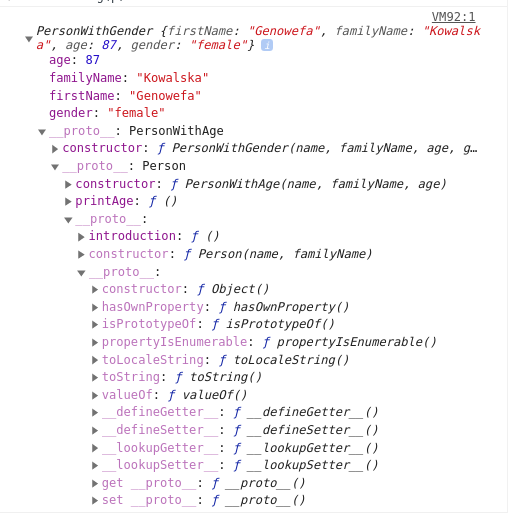 VM92:1
PersonWithGender {firstName: "Genowefa", familyName: "Kowalsk
a", age: 87, gender: "female"} i
age: 87
familyName: "Kowalska"
firstName: "Genowefa"
gender: "female"
__proto__: PersonWithAge
constructor: ƒ PersonWithGender(name, familyName, age, g…
__proto__: Person
constructor: ƒ PersonWithAge(name, familyName, age)
printAge: ƒ ()
__proto__:
introduction: ƒ ()
constructor: ƒ Person(name, familyName)
__proto__:
constructor: ƒ Object()
hasOwnProperty: ƒ hasOwnProperty()
isPrototypeOf: ƒ isPrototypeOf()
propertyIsEnumerable: ƒ propertyIsEnumerable()
toLocaleString: ƒ toLocaleString()
toString: ƒ toString()
valueOf: ƒ valueOf()
__defineGetter__: ƒ __defineGetter__()
__defineSetter__: ƒ __defineSetter__()
__lookupGetter__: ƒ __lookupGetter__()
__lookupSetter__: ƒ __lookupSetter__()
get __proto__: ƒ __proto__()
set __proto__: ƒ __proto__()